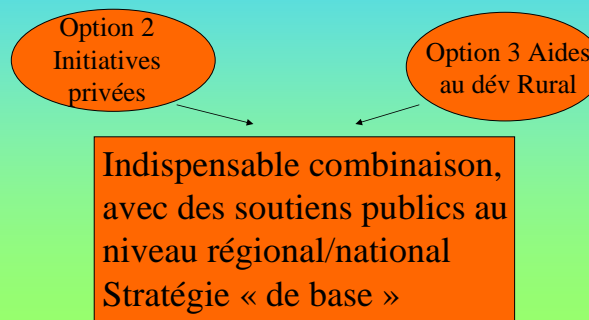 Option 2
Initiatives
privées
Option 3 Aides
au dév Rural
Indispensable combinaison,
avec des soutiens publics au
niveau régional/national
Stratégie « de base »